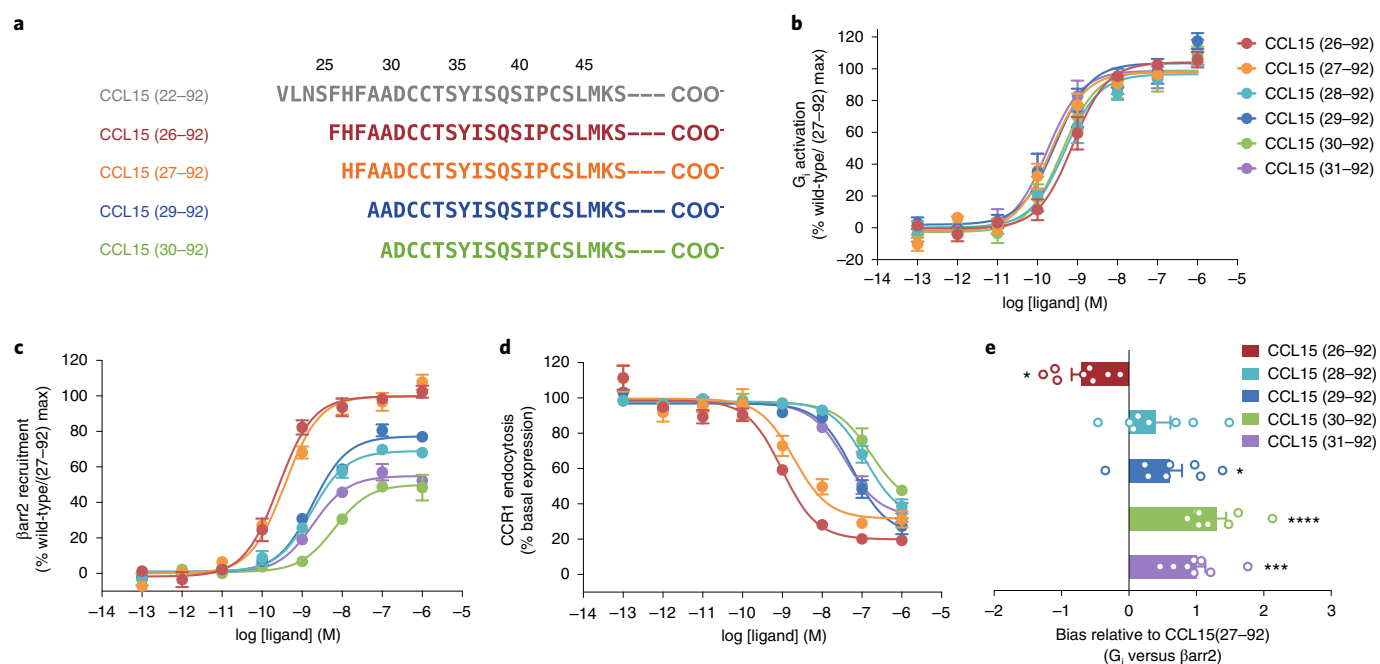 a
25 30 35 40 45
CCL15 (22–92) VLNSFHFAADCCTSYISQSIPCSLMKS––– COO-
CCL15 (26–92) FHFAADCCTSYISQSIPCSLMKS––– COO-
CCL15 (27–92) HFAADCCTSYISQSIPCSLMKS––– COO-
CCL15 (29–92) AADCCTSYISQSIPCSLMKS––– COO-
CCL15 (30–92) ADCCTSYISQSIPCSLMKS––– COO-
b
Gi activation
(% wild-type/ (27–92) max)
120
100
80
60
40
20
0
–20
–14 –13 –12 –11 –10 –9 –8 –7 –6 –5
log [ligand] (M)
CCL15 (26–92)
CCL15 (27–92)
CCL15 (28–92)
CCL15 (29–92)
CCL15 (30–92)
CCL15 (31–92)
c
βarr2 recruitment
(% wild-type/(27–92) max)
120
100
80
60
40
20
0
–14 –13 –12 –11 –10 –9 –8 –7 –6 –5
log [ligand] (M)
d
CCR1 endocytosis
(% basal expression)
120
100
80
60
40
20
0
–14 –13 –12 –11 –10 –9 –8 –7 –6 –5
log [ligand] (M)
e
CCL15 (26–92)
CCL15 (28–92)
CCL15 (29–92)
CCL15 (30–92)
CCL15 (31–92)
*
*
****
***
–2 –1 0 1 2 3
Bias relative to CCL15(27–92)
(Gi versus βarr2)